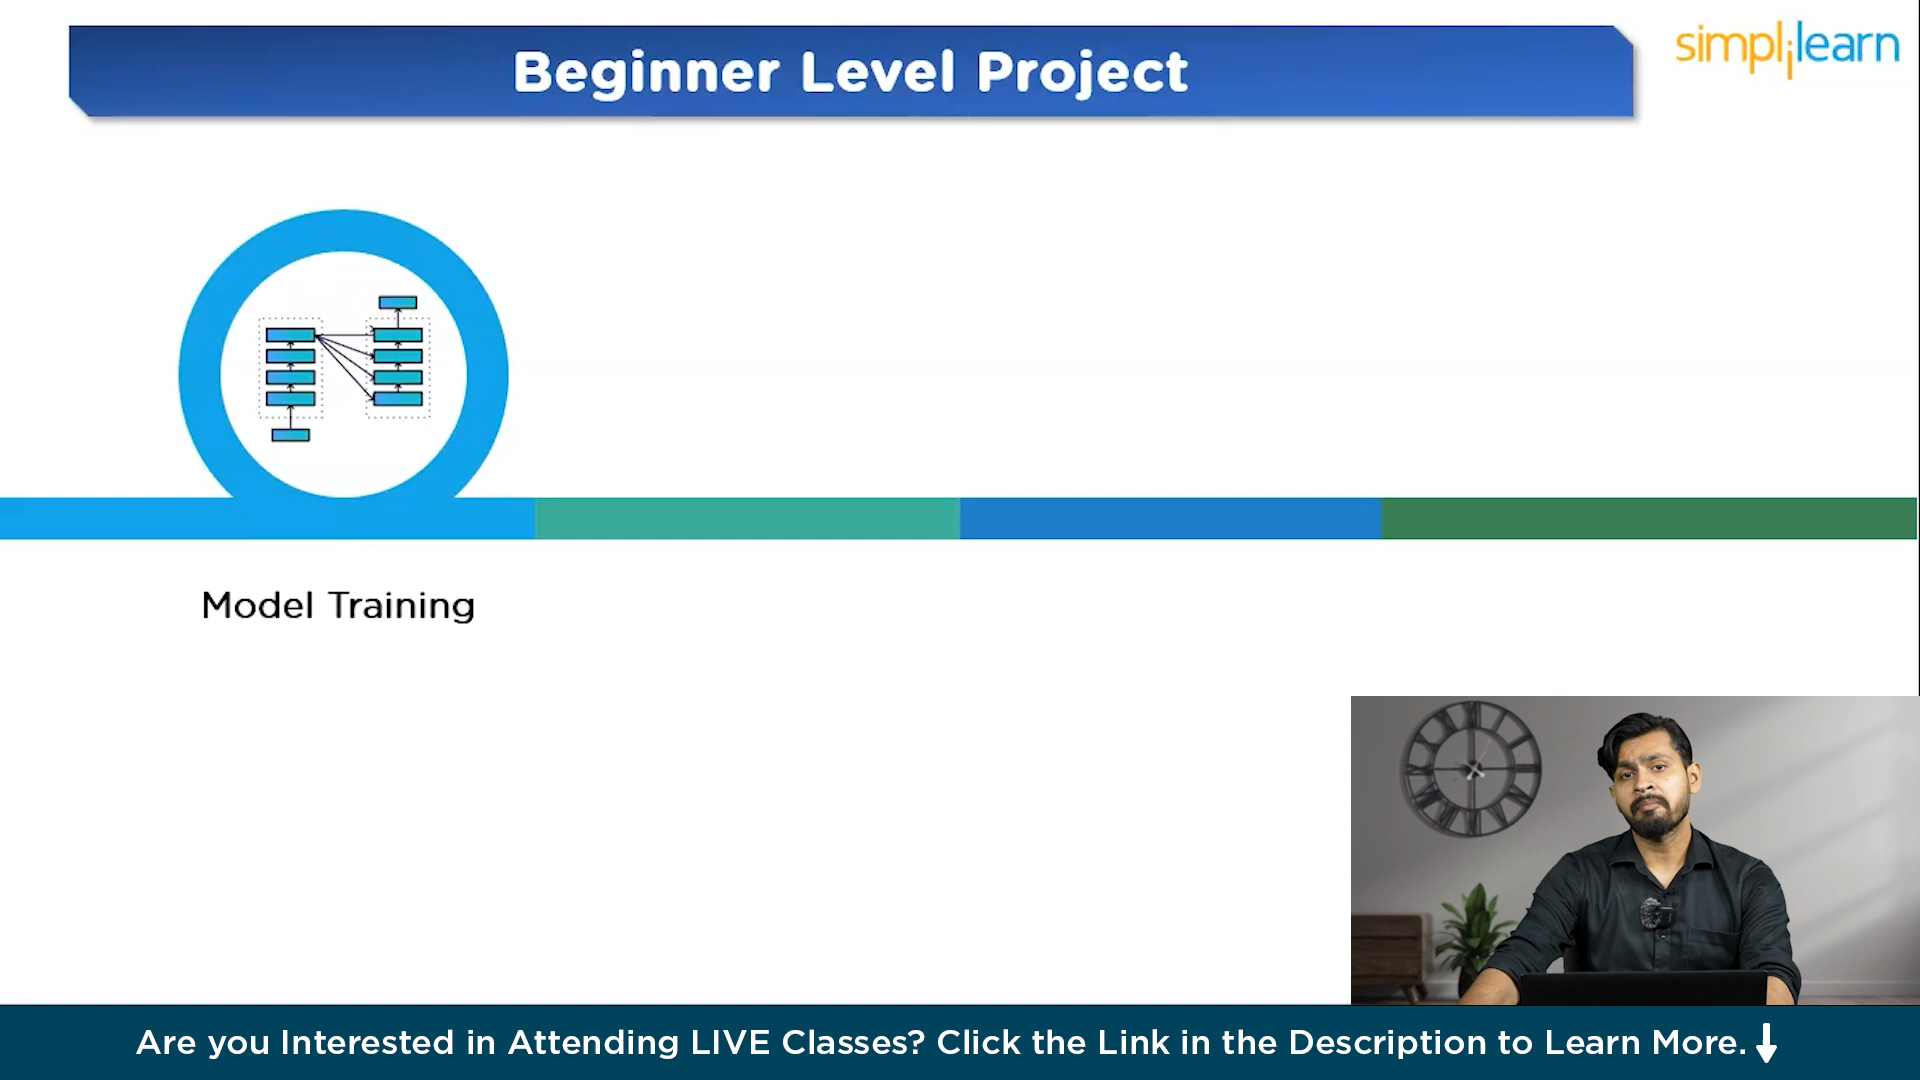 Beginner Level Project
simplilearn
Model Training
Are you Interested in Attending LIVE Classes? Click the Link in the Description to Learn More.